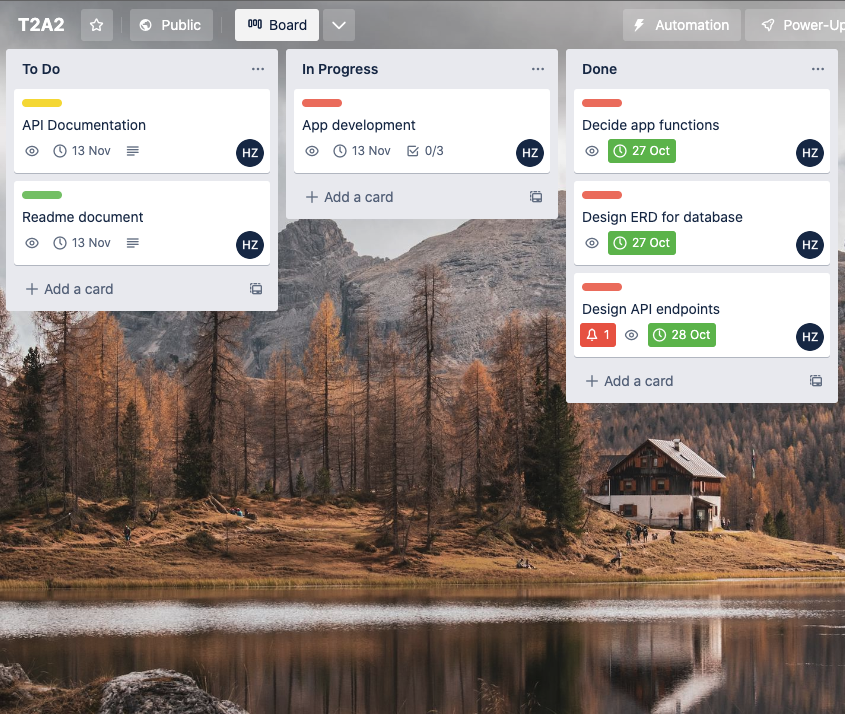 T2A2 Public Board Automation Power-Up
To Do
API Documentation
13 Nov HZ
Readme document
13 Nov HZ
+ Add a card
In Progress
App development
13 Nov 0/3 HZ
+ Add a card
Done
Decide app functions
27 Oct HZ
Design ERD for database
27 Oct HZ
Design API endpoints
1 28 Oct HZ
+ Add a card